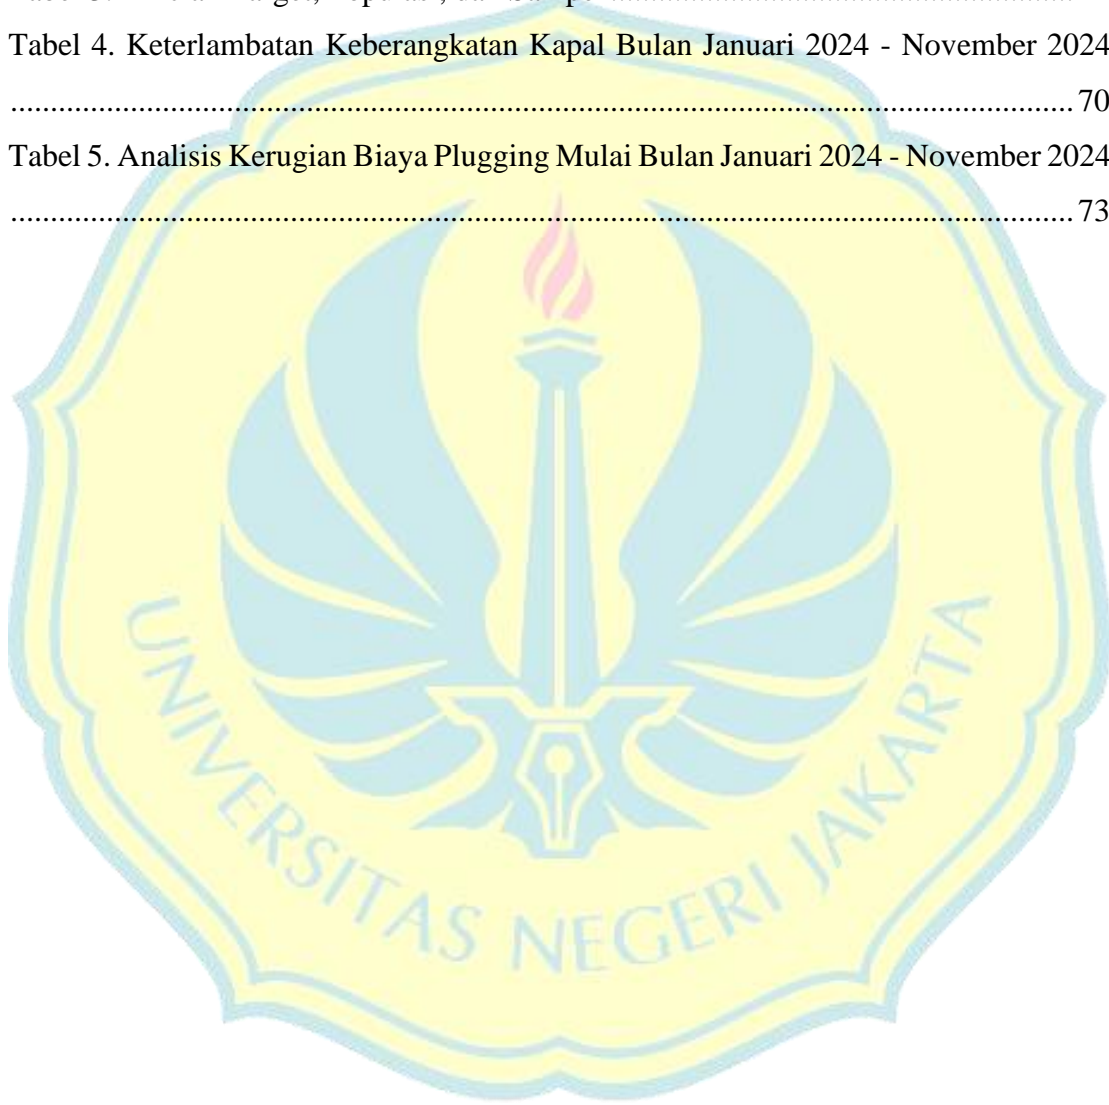 Tabel 4. Keterlambatan Keberangkatan Kapal Bulan Januari 2024 - November 2024
.................................................................................................................................... 70
Tabel 5. Analisis Kerugian Biaya Plugging Mulai Bulan Januari 2024 - November 2024
.................................................................................................................................... 73
UNIVERSITAS NEGERI JAKARTA